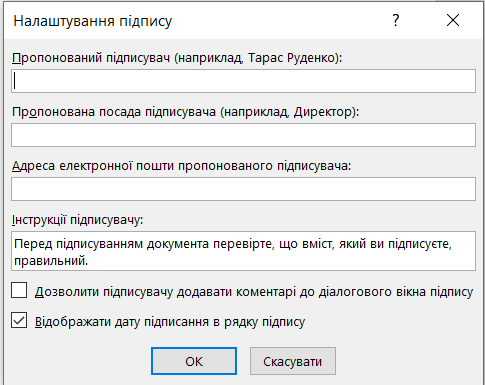 Налаштування підпису
?
Пропонований підписувач (наприклад, Тарас Руденко):
Пропонована посада підписувача (наприклад, Директор):
Адреса електронної пошти пропонованого підписувача:
Інструкції підписувачу:
Перед підписуванням документа перевірте, що вміст, який ви підписуєте,
правильний.
Дозволити підписувачу додавати коментарі до діалогового вікна підпису
Відображати дату підписання в рядку підпису
ОК
Скасувати